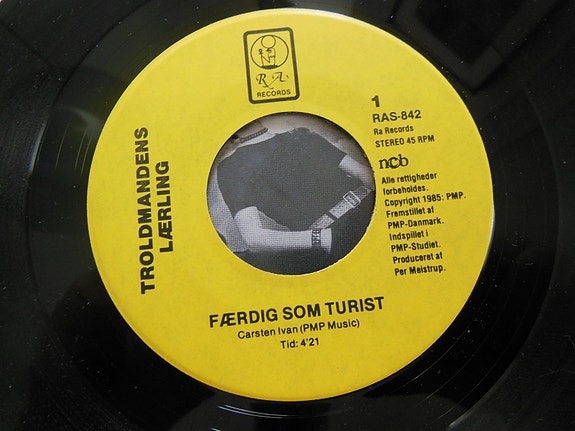 R A
RECORDS
1
RAS-842
Ra Records
STEREO 45 RPM
ncb
Alle rettigheder
forbeholdes.
Copyright 1985: PMP.
Fremstillet af
PMP-Danmark.
Indspillet i
PMP-Studiet.
Produceret af
Per Meistrup.
TROLDMANDENS
LÆRLING
FÆRDIG SOM TURIST
Carsten Ivan (PMP Music)
Tid: 4'21